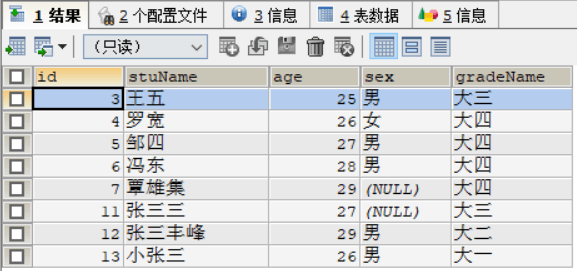 1 结果 2 个配置文件 3 信息 4 表数据 5 信息
(只读)
id stuName age sex gradeName
3 王五 25 男 大三
4 罗宽 26 女 大四
5 邹四 27 男 大四
6 冯东 28 男 大四
7 覃雄集 29 (NULL) 大四
11 张三三 27 (NULL) 大三
12 张三丰峰 29 男 大二
13 小张三 26 男 大一